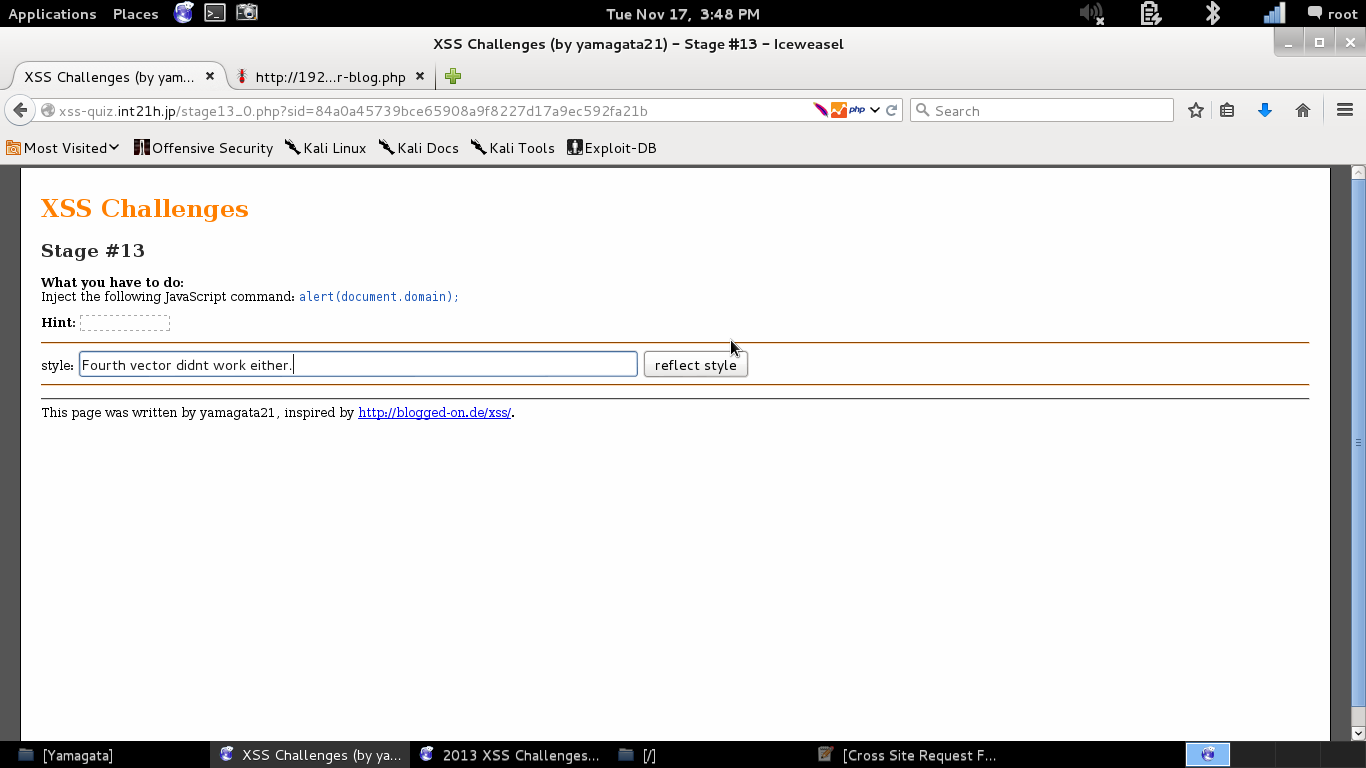 Applications Places Tue Nov 17, 3:48 PM root
XSS Challenges (by yamagata21) – Stage #13 – Iceweasel
XSS Challenges (by yam... http://192...r-blog.php
xss-quiz.int21h.jp/stage13_0.php?sid=84a0a45739bce65908a9f8227d17a9ec592fa21b php Search
Most Visited Offensive Security Kali Linux Kali Docs Kali Tools Exploit-DB
XSS Challenges
Stage #13
What you have to do:
Inject the following JavaScript command: alert(document.domain);
Hint:
style: Fourth vector didnt work either. reflect style
This page was written by yamagata21, inspired by http://blogged-on.de/xss/.
[Yamagata] XSS Challenges (by ya... 2013 XSS Challenges... [/] [Cross Site Request F...